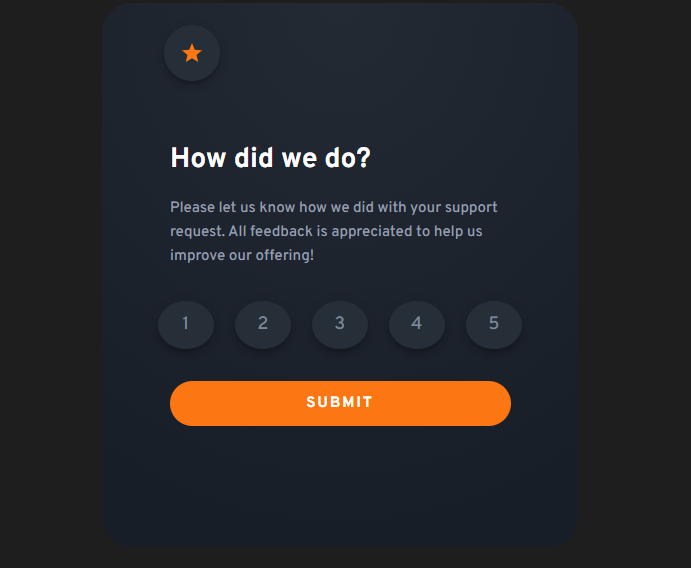 How did we do?
Please let us know how we did with your support
request. All feedback is appreciated to help us
improve our offering!
1 2 3 4 5
SUBMIT